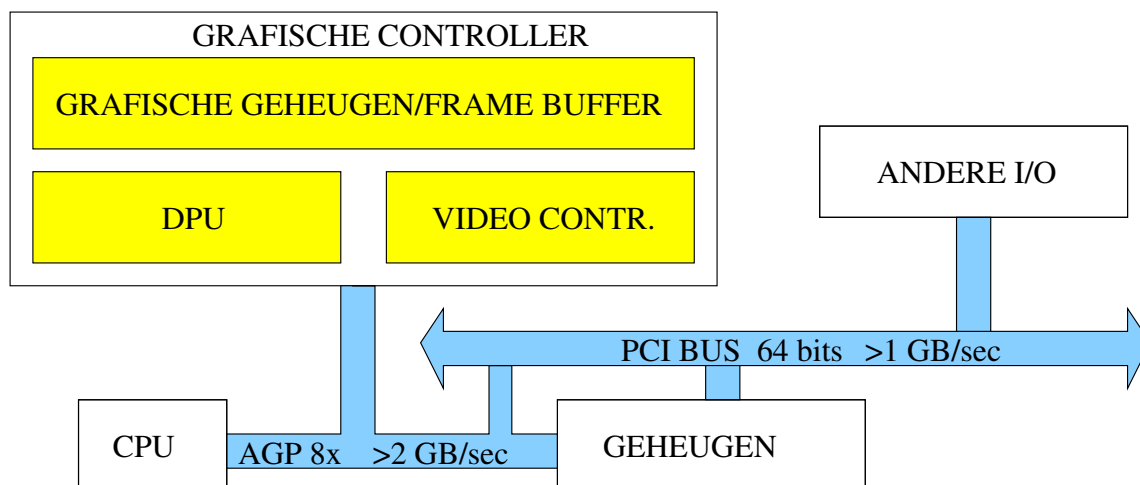 GRAFISCHE CONTROLLER
GRAFISCHE GEHEUGEN/FRAME BUFFER
DPU
VIDEO CONTR.
ANDERE I/O
PCI BUS 64 bits >1 GB/sec
CPU
AGP 8x >2 GB/sec
GEHEUGEN